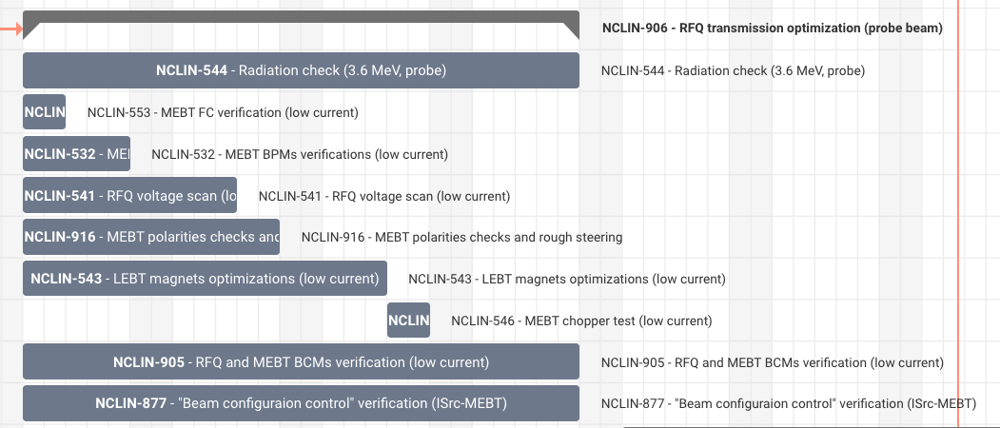 NCLIN-906 - RFQ transmission optimization (probe beam)
NCLIN-544 - Radiation check (3.6 MeV, probe) NCLIN-544 - Radiation check (3.6 MeV, probe)
NCLIN NCLIN-553 - MEBT FC verification (low current)
NCLIN-532 - MEI NCLIN-532 - MEBT BPMs verifications (low current)
NCLIN-541 - RFQ voltage scan (lo NCLIN-541 - RFQ voltage scan (low current)
NCLIN-916 - MEBT polarities checks and NCLIN-916 - MEBT polarities checks and rough steering
NCLIN-543 - LEBT magnets optimizations (low current) NCLIN-543 - LEBT magnets optimizations (low current)
NCLIN NCLIN-546 - MEBT chopper test (low current)
NCLIN-905 - RFQ and MEBT BCMs verification (low current) NCLIN-905 - RFQ and MEBT BCMs verification (low current)
NCLIN-877 - "Beam configuraion control" verification (ISrc-MEBT) NCLIN-877 - "Beam configuraion control" verification (ISrc-MEBT)